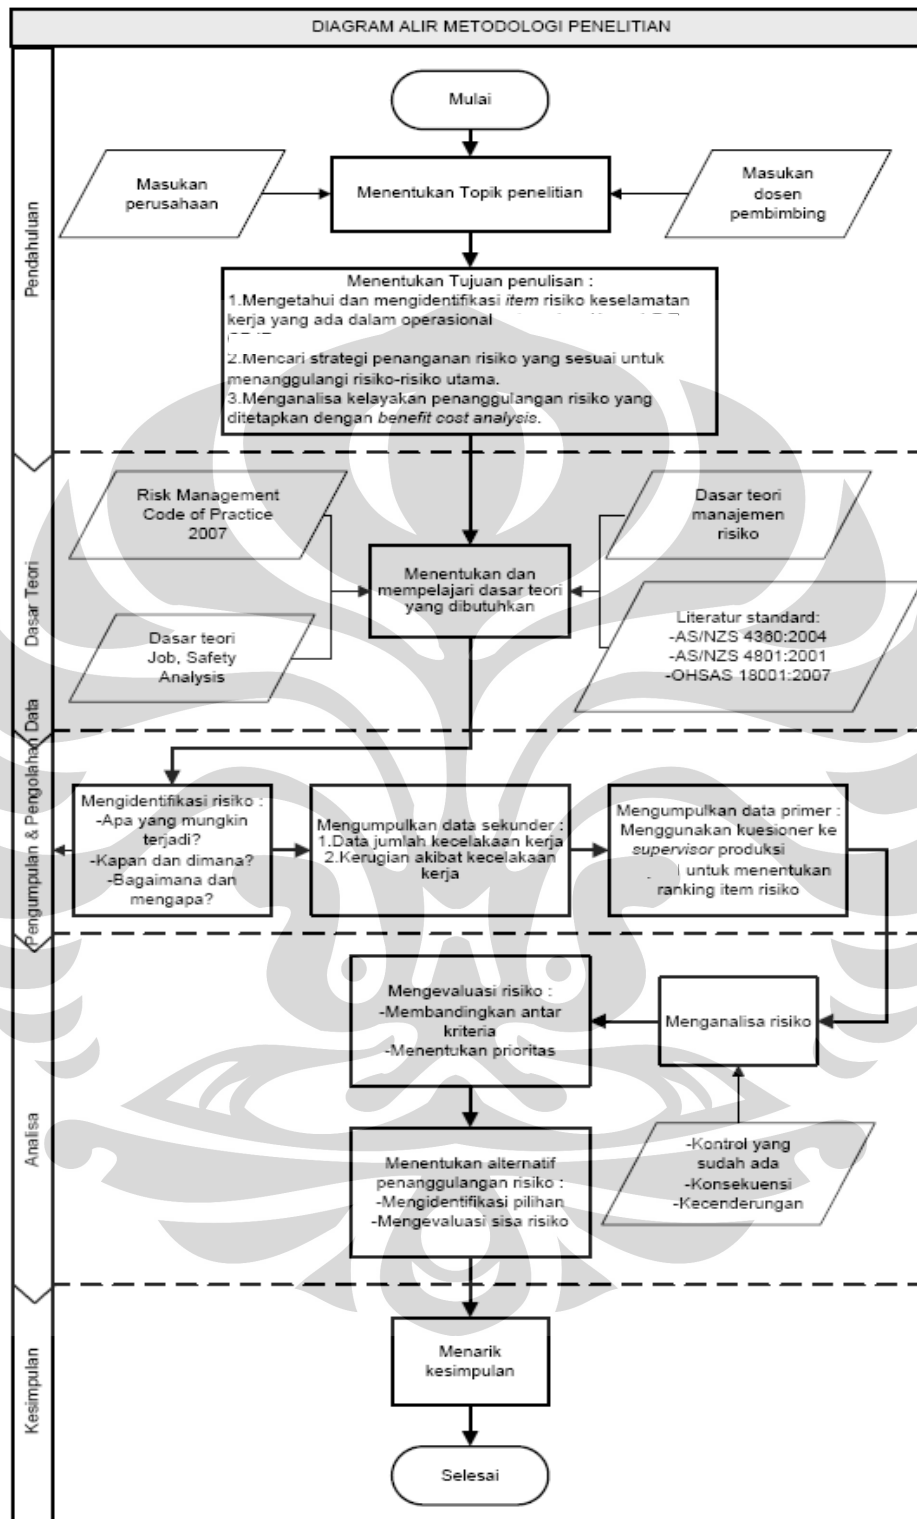 DIAGRAM ALIR METODOLOGI PENELITIAN
Pendahuluan
Mulai
Masukan
perusahaan
Menentukan Topik penelitian
Masukan
dosen
pembimbing
Menentukan Tujuan penulisan :
1.Mengetahui dan mengidentifikasi item risiko keselamatan
kerja yang ada dalam operasional
2.Mencari strategi penanganan risiko yang sesuai untuk
menanggulangi risiko-risiko utama.
3.Menganalisa kelayakan penanggulangan risiko yang
ditetapkan dengan benefit cost analysis.
Dasar Teori
Risk Management
Code of Practice
2007
Dasar teori
manajemen
risiko
Menentukan dan
mempelajari dasar teori
yang dibutuhkan
Dasar teori
Job, Safety
Analysis
Literatur standard:
-AS/NZS 4360:2004
-AS/NZS 4801:2001
-OHSAS 18001:2007
Pengumpulan & Pengolahan Data
Mengidentifikasi risiko :
-Apa yang mungkin
terjadi?
-Kapan dan dimana?
-Bagaimana dan
mengapa?
Mengumpulkan data sekunder :
1.Data jumlah kecelakaan kerja
2.Kerugian akibat kecelakaan
kerja
Mengumpulkan data primer :
Menggunakan kuesioner ke
supervisor produksi
untuk menentukan
ranking item risiko
Analisa
Mengevaluasi risiko :
-Membandingkan antar
kriteria
-Menentukan prioritas
Menganalisa risiko
Menentukan alternatif
penanggulangan risiko :
-Mengidentifikasi pilihan
-Mengevaluasi sisa risiko
-Kontrol yang
sudah ada
-Konsekuensi
-Kecenderungan
Kesimpulan
Menarik
kesimpulan
Selesai